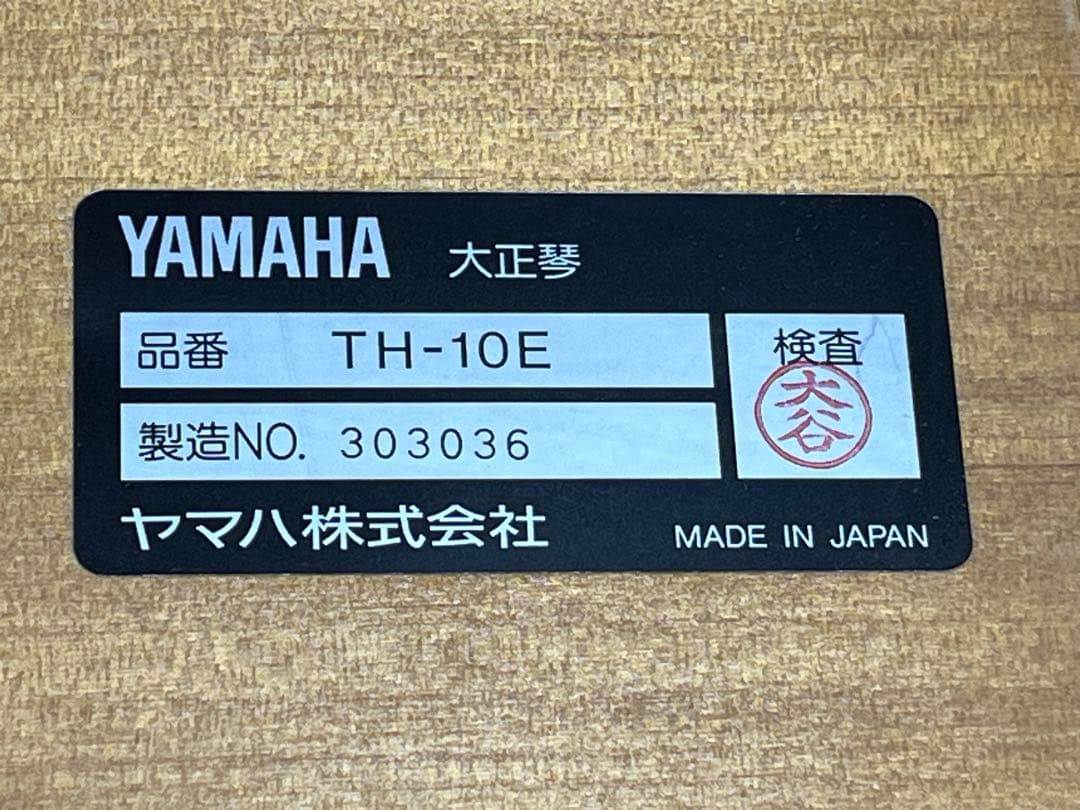 YAMAHA 大正琴
品番 TH-10E
検査
大谷
製造NO. 303036
ヤマハ株式会社
MADE IN JAPAN